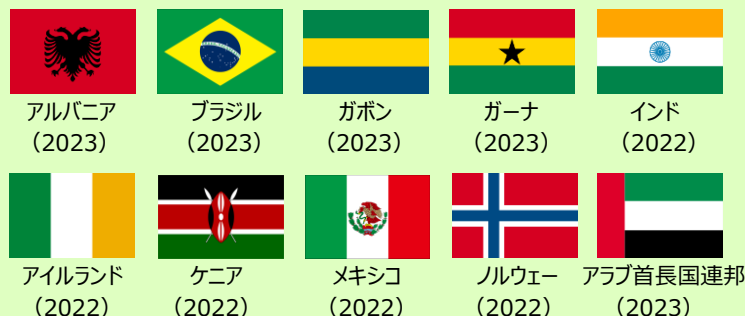 アルバニア
（2023）
ブラジル
（2023）
ガボン
（2023）
ガーナ
（2023）
インド
（2022）
アイルランド
（2022）
ケニア
（2022）
メキシコ
（2022）
ノルウェー
（2022）
アラブ首長国連邦
（2023）